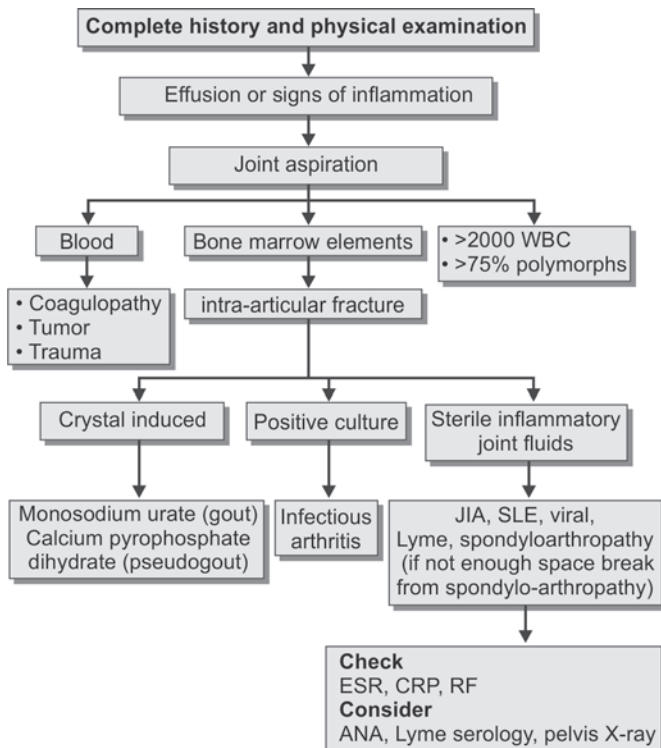 Complete history and physical examination
Effusion or signs of inflammation
Joint aspiration
Blood
Bone marrow elements
• >2000 WBC
• >75% polymorphs
• Coagulopathy
• Tumor
• Trauma
intra-articular fracture
Crystal induced
Positive culture
Sterile inflammatory
joint fluids
Monosodium urate (gout)
Calcium pyrophosphate
dihydrate (pseudogout)
Infectious
arthritis
JIA, SLE, viral,
Lyme, spondyloarthropathy
(if not enough space break
from spondylo-arthropathy)
Check
ESR, CRP, RF
Consider
ANA, Lyme serology, pelvis X-ray